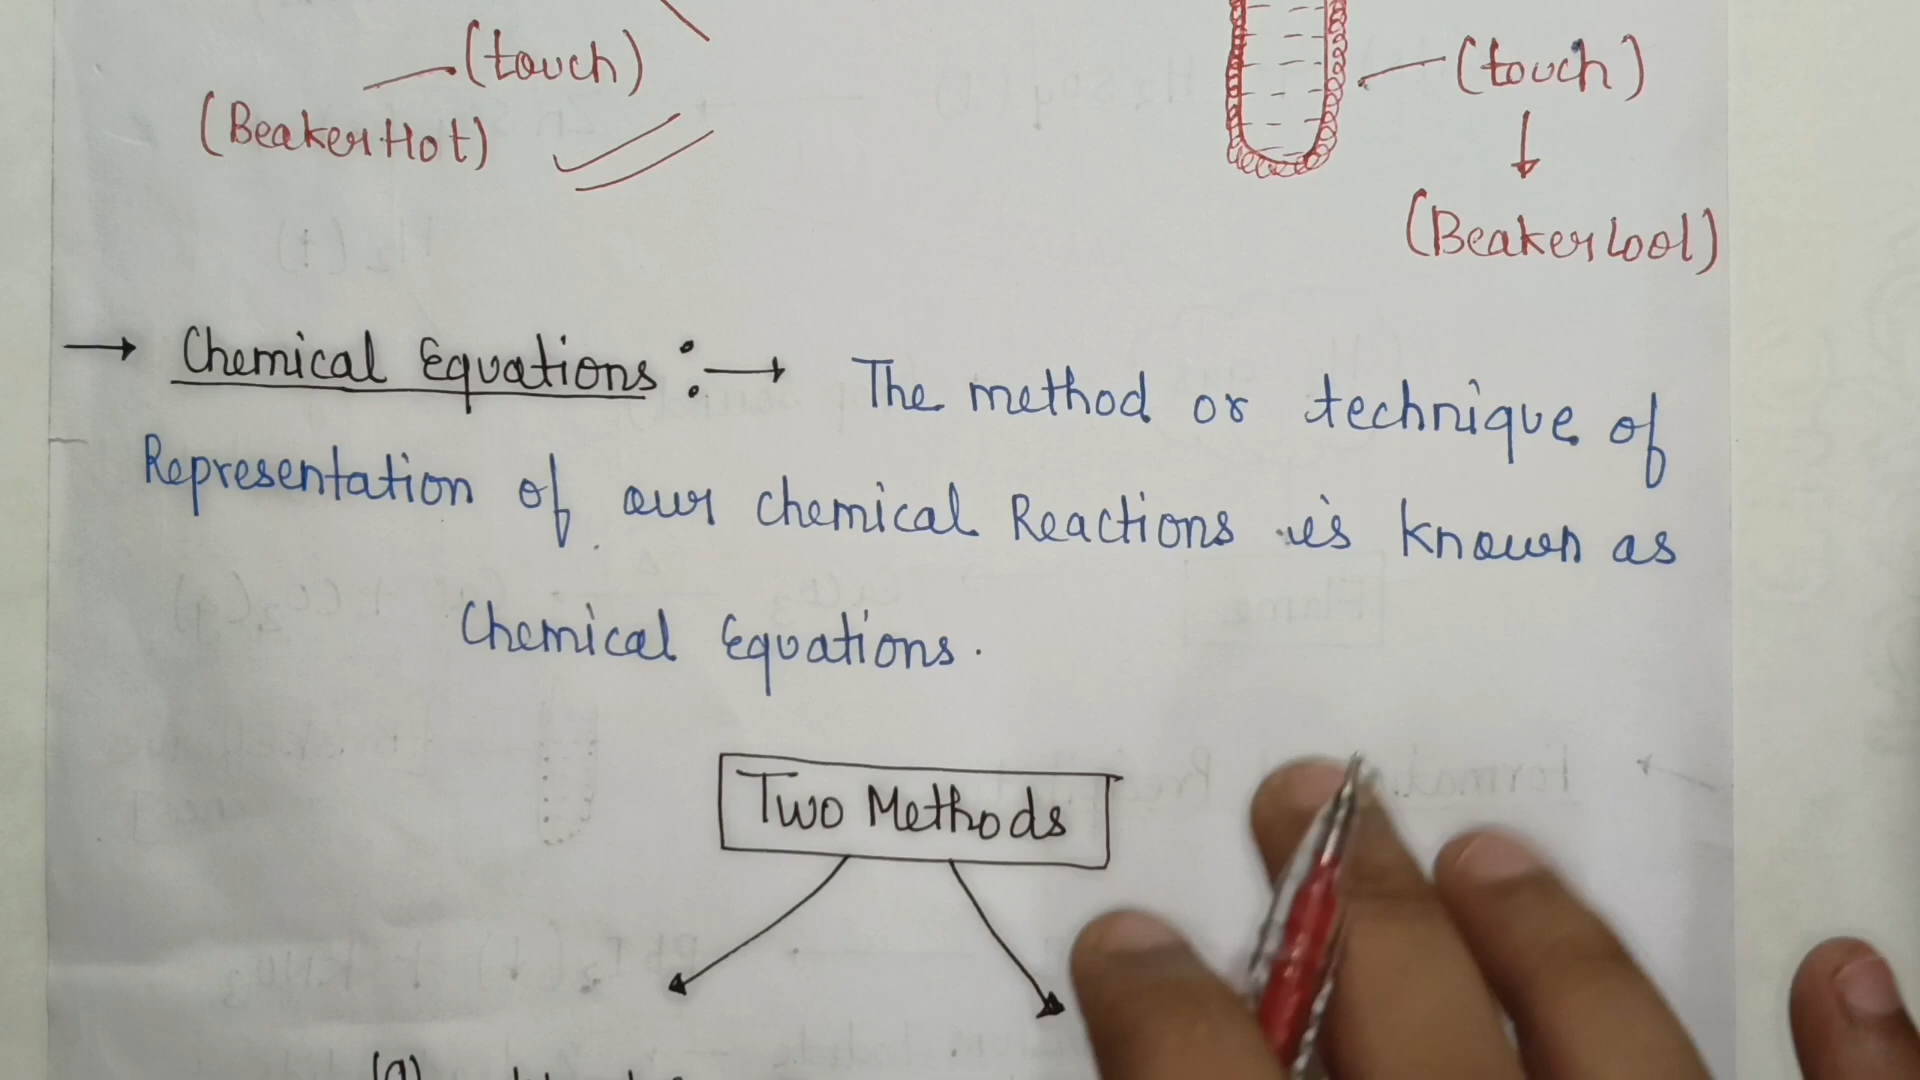 (touch)
(Beaker Hot)
(touch)
(Beaker Cool)
→ Chemical Equations :→ The method or technique of
Representation of our chemical Reactions is known as
Chemical Equations.
Two Methods
(a)